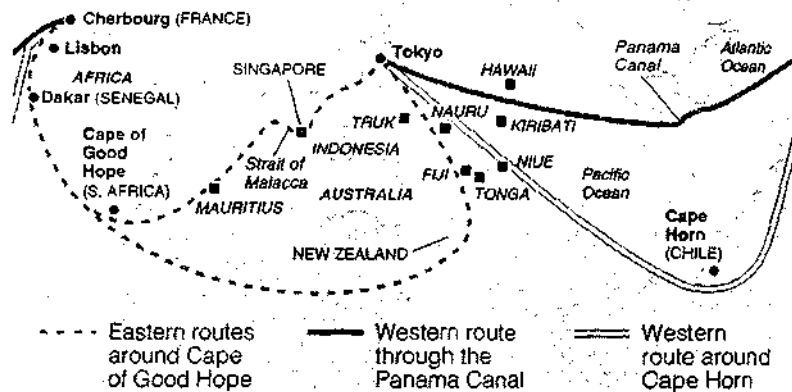 Cherbourg (FRANCE)
Lisbon
AFRICA
Dakar (SENEGAL)
Cape of
Good
Hope
(S. AFRICA)
MAURITIUS
Strait of
Malacca
SINGAPORE
INDONESIA
AUSTRALIA
NEW ZEALAND
Tokyo
TRUK
NAURU
HAWAII
KIRIBATI
FIJI
TONGA
NIUE
Panama
Canal
Atlantic
Ocean
Pacific
Ocean
Cape
Horn
(CHILE)
Eastern routes
around Cape
of Good Hope
Western route
through the
Panama Canal
Western
route around
Cape Horn